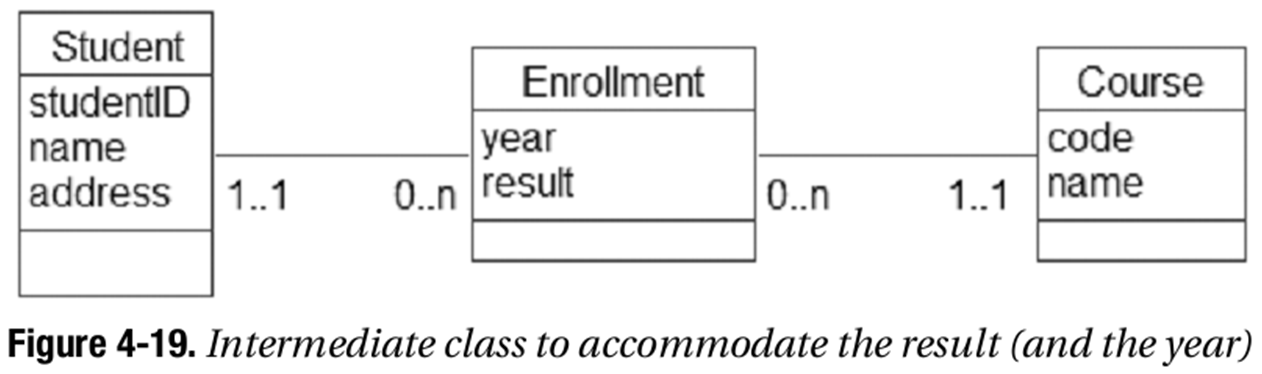 Student
studentID
name
address
1..1
0..n
Enrollment
year
result
0..n
1..1
Course
code
name
Figure 4-19. Intermediate class to accommodate the result (and the year)